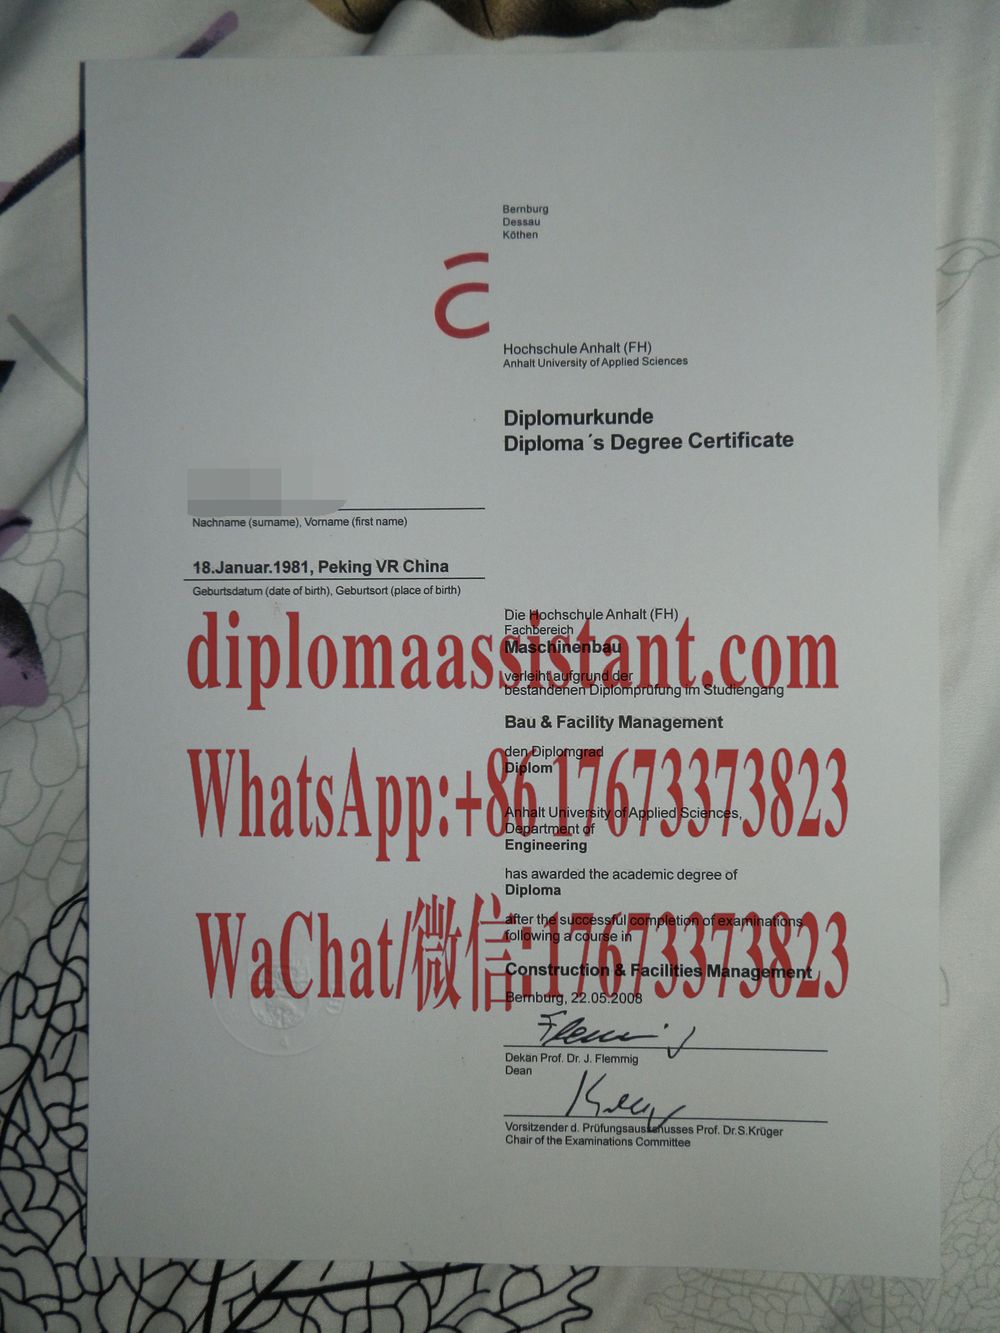 Bernburg
Dessau
Köthen
Hochschule Anhalt (FH)
Anhalt University of Applied Sciences
Diplomurkunde
Diploma´s Degree Certificate
Nachname (surname), Vorname (first name)
18.Januar.1981, Peking VR China
Geburtsdatum (date of birth), Geburtsort (place of birth)
Die Hochschule Anhalt (FH)
Fachbereich
Maschinenbau
diplomaassistant.com
verleiht aufgrund der
bestandenen Diplomprüfung im Studiengang
Bau & Facility Management
den Diplomgrad
Diplom
WhatsApp:+8617673373823
Anhalt University of Applied Sciences,
Department of
Engineering
has awarded the academic degree of
Diploma
after the successful completion of examinations
following a course in
WaChat/微信:17673373823
Construction & Facilities Management
Bernburg, 22.05.2008
Dekan Prof. Dr. J. Flemmig
Dean
Vorsitzender d. Prüfungsausschusses Prof. Dr.S.Krüger
Chair of the Examinations Committee